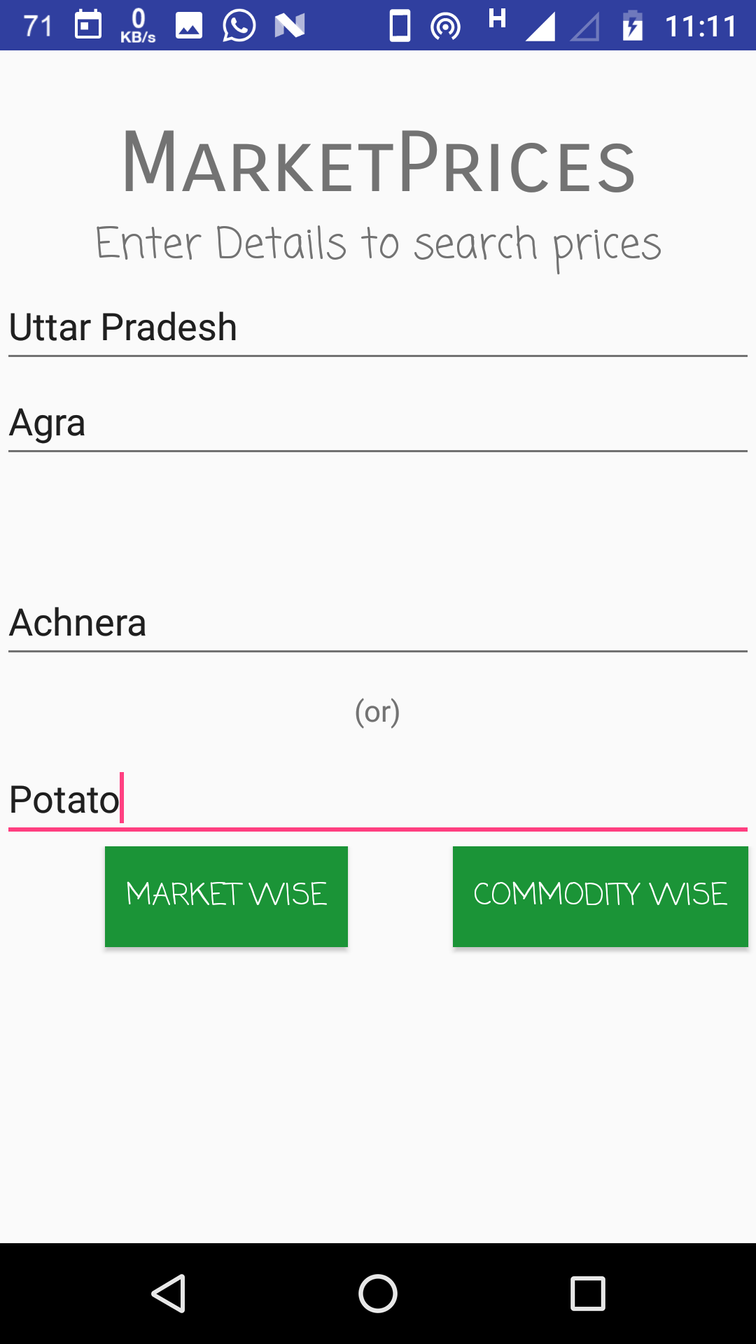 71 0 KB/s H 11:11
MARKETPRICES
Enter Details to search prices
Uttar Pradesh
Agra
Achnera
(or)
Potato
MARKET WISE COMMODITY WISE